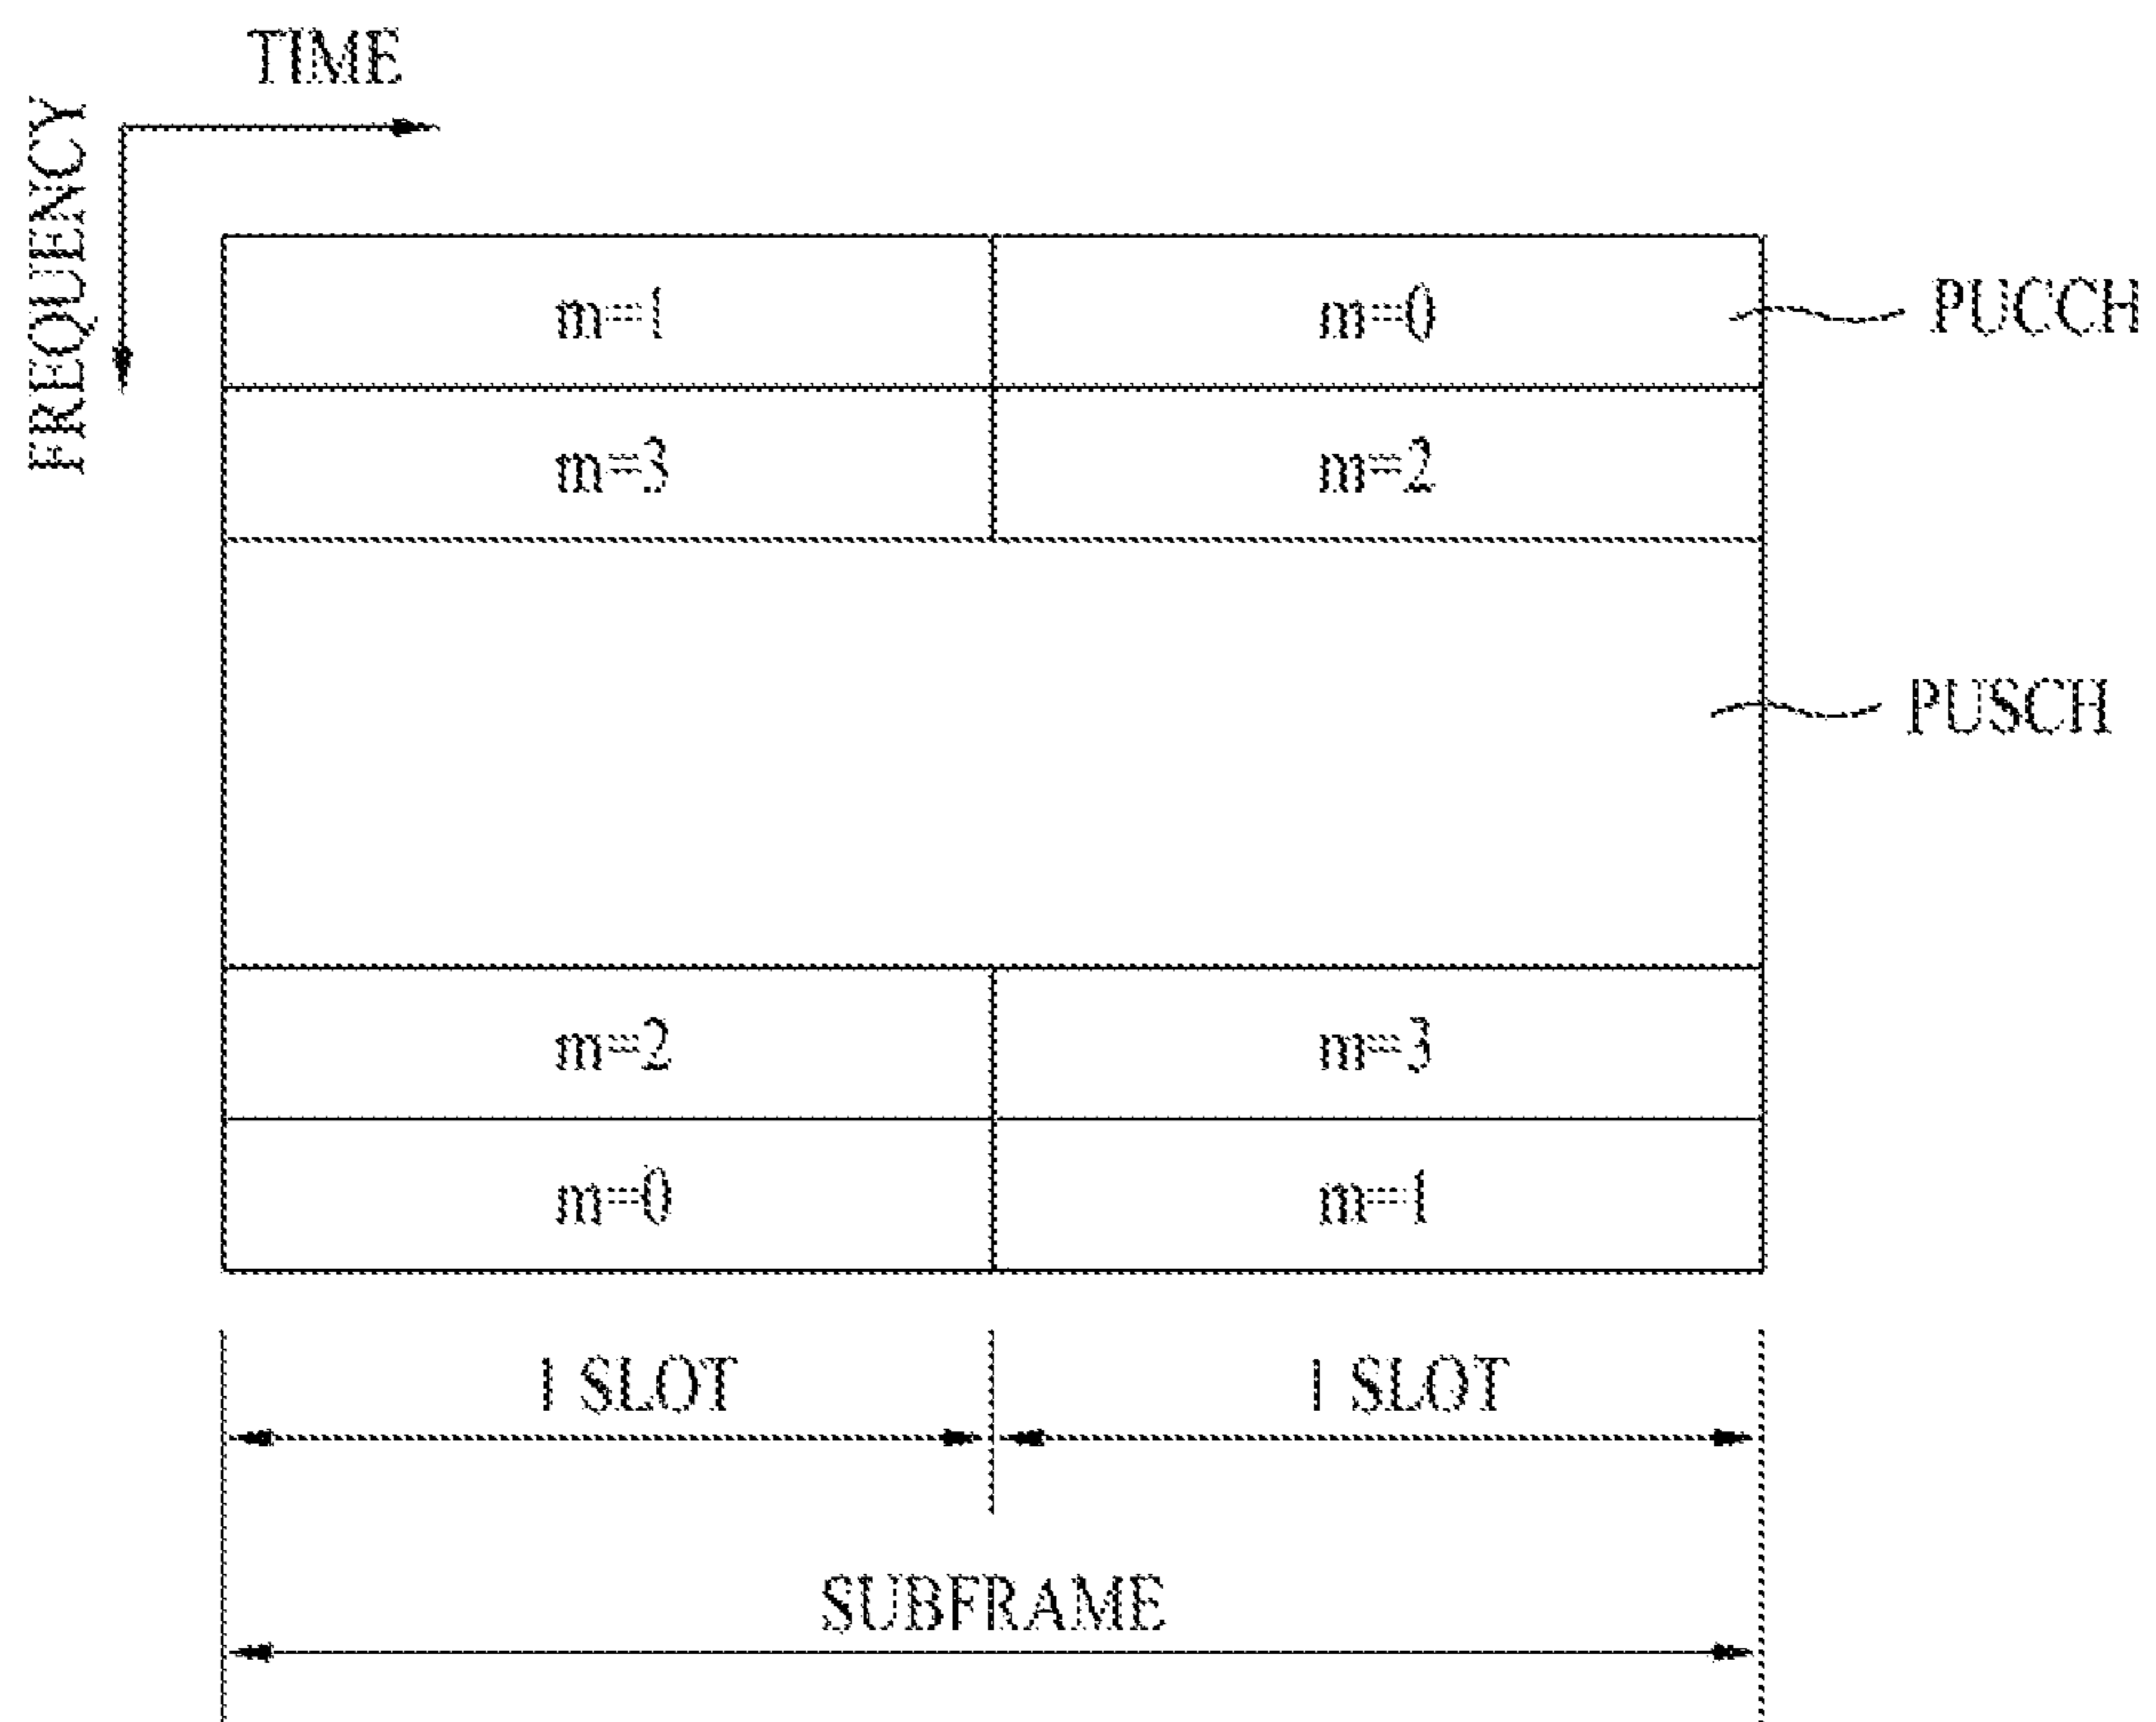 TIME
FREQUENCY
m=1 m=0 PUCCH
m=3 m=2
PUSCH
m=2 m=3
m=0 m=1
1 SLOT 1 SLOT
SUBFRAME